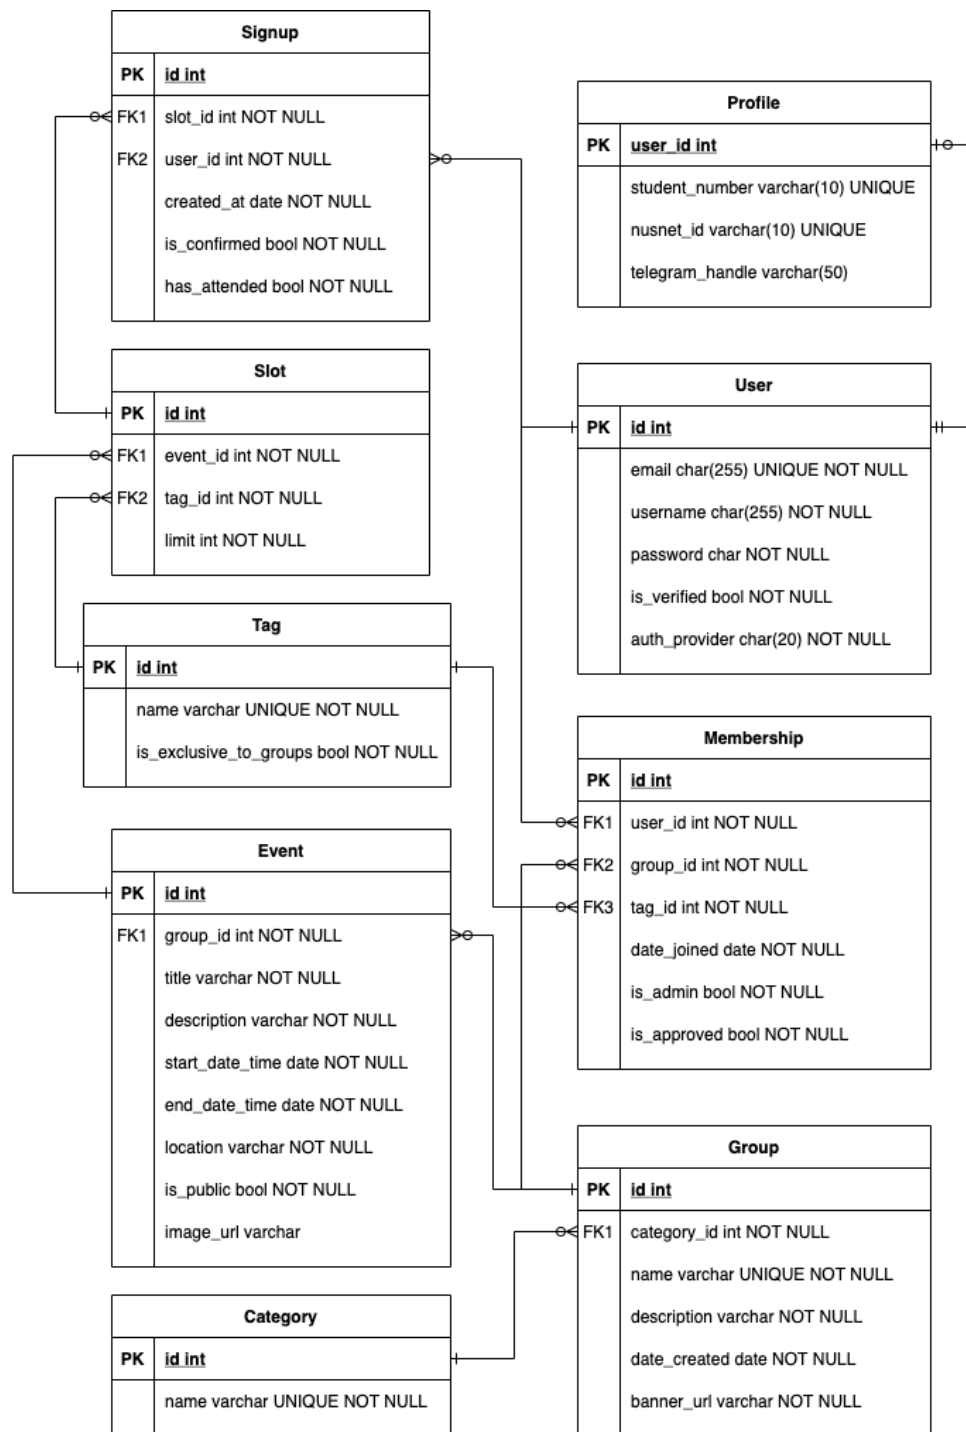 Signup
PK id int
FK1 slot_id int NOT NULL
FK2 user_id int NOT NULL
created_at date NOT NULL
is_confirmed bool NOT NULL
has_attended bool NOT NULL
Slot
PK id int
FK1 event_id int NOT NULL
FK2 tag_id int NOT NULL
limit int NOT NULL
Tag
PK id int
name varchar UNIQUE NOT NULL
is_exclusive_to_groups bool NOT NULL
Event
PK id int
FK1 group_id int NOT NULL
title varchar NOT NULL
description varchar NOT NULL
start_date_time date NOT NULL
end_date_time date NOT NULL
location varchar NOT NULL
is_public bool NOT NULL
image_url varchar
Category
PK id int
name varchar UNIQUE NOT NULL
Profile
PK user_id int
student_number varchar(10) UNIQUE
nusnet_id varchar(10) UNIQUE
telegram_handle varchar(50)
User
PK id int
email char(255) UNIQUE NOT NULL
username char(255) NOT NULL
password char NOT NULL
is_verified bool NOT NULL
auth_provider char(20) NOT NULL
Membership
PK id int
FK1 user_id int NOT NULL
FK2 group_id int NOT NULL
FK3 tag_id int NOT NULL
date_joined date NOT NULL
is_admin bool NOT NULL
is_approved bool NOT NULL
Group
PK id int
FK1 category_id int NOT NULL
name varchar UNIQUE NOT NULL
description varchar NOT NULL
date_created date NOT NULL
banner_url varchar NOT NULL